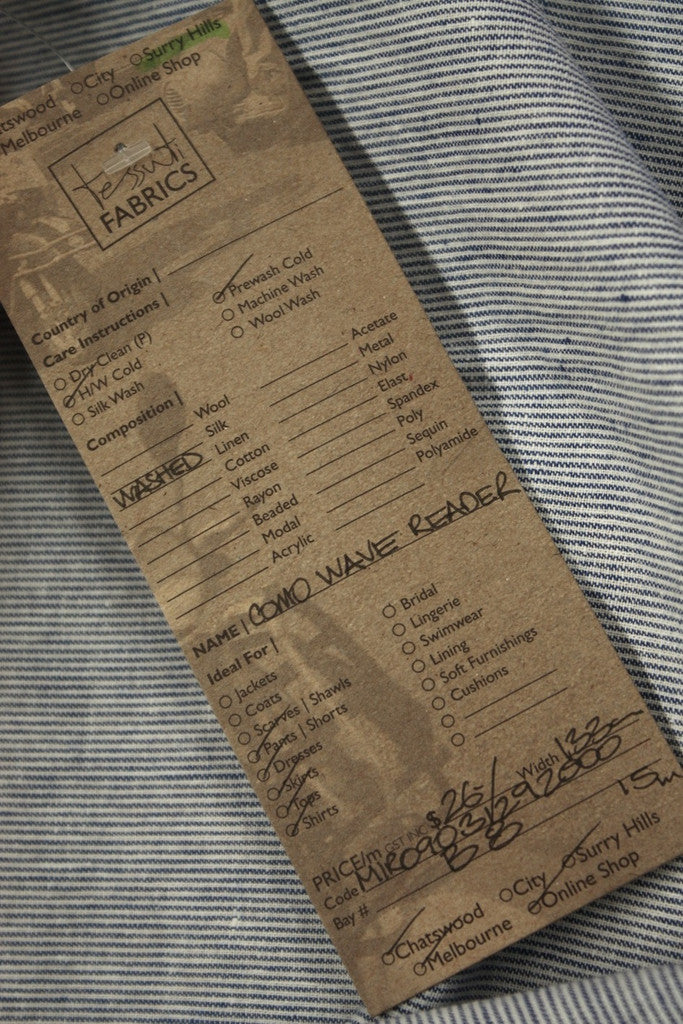 Chatswood City Surry Hills
Melbourne Online Shop
tessuti
FABRICS
Country of Origin |
Care Instructions |
Dry Clean (P)
H/W Cold
Silk Wash
Prewash Cold
Machine Wash
Wool Wash
Composition |
Wool
Silk
WASHED Linen
Cotton
Viscose
Rayon
Beaded
Modal
Acrylic
Acetate
Metal
Nylon
Elast.
Spandex
Poly
Sequin
Polyamide
NAME | COMO WAVE READER
Ideal For |
Jackets
Coats
Scarves | Shawls
Pants | Shorts
Dresses
Skirts
Tops
Shirts
Bridal
Lingerie
Swimwear
Lining
Soft Furnishings
Cushions
PRICE/m GST INC $26/ Width 133cm
Code MIR09031292000
Bay # B8 15m
Chatswood City Surry Hills
Melbourne Online Shop